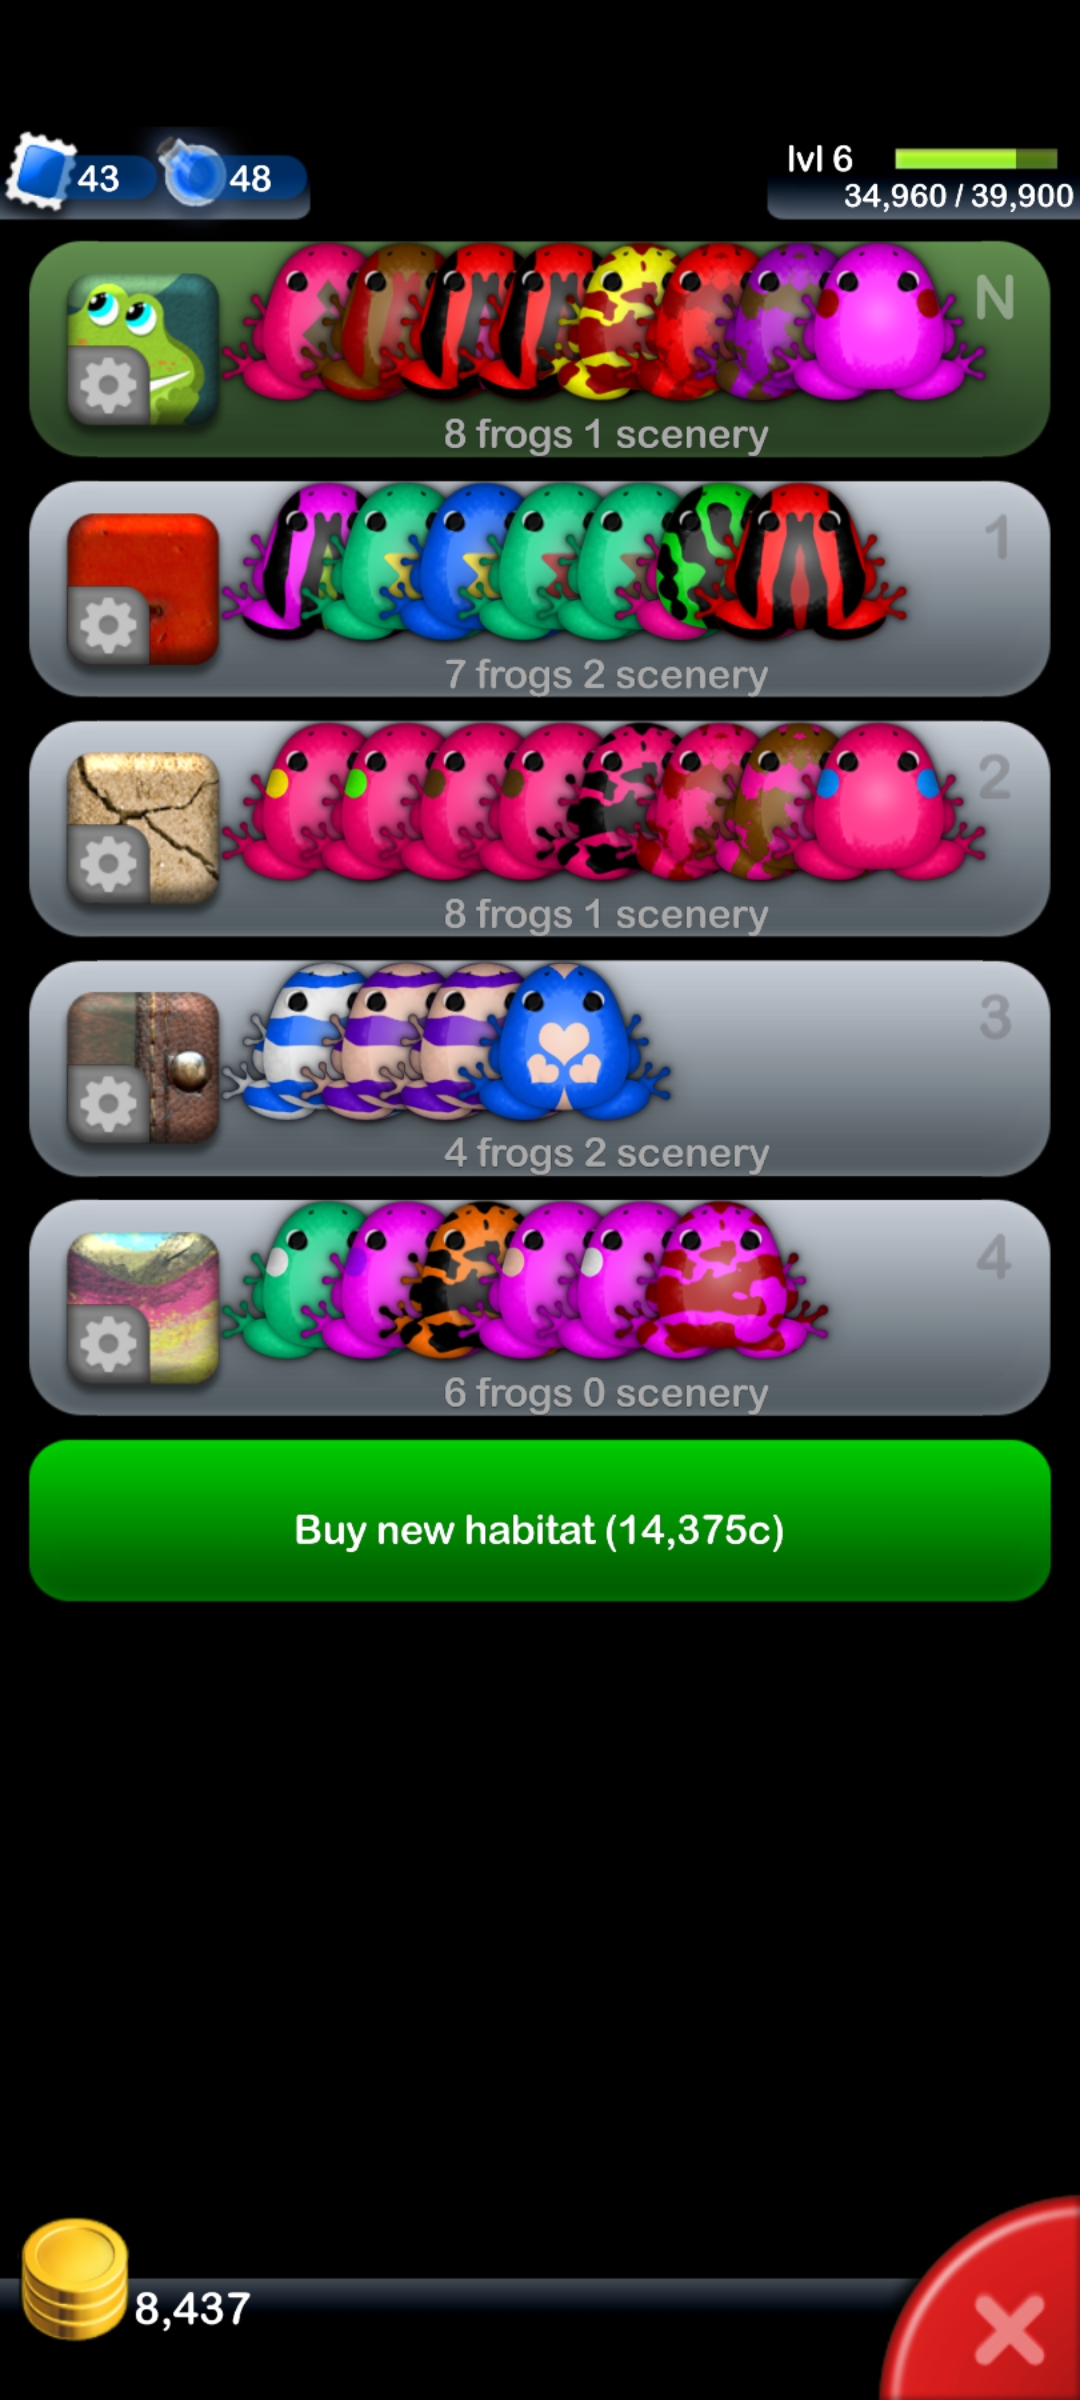 43
48
lvl 6
34,960 / 39,900
N
8 frogs 1 scenery
1
7 frogs 2 scenery
2
8 frogs 1 scenery
3
4 frogs 2 scenery
4
6 frogs 0 scenery
Buy new habitat (14,375c)
8,437